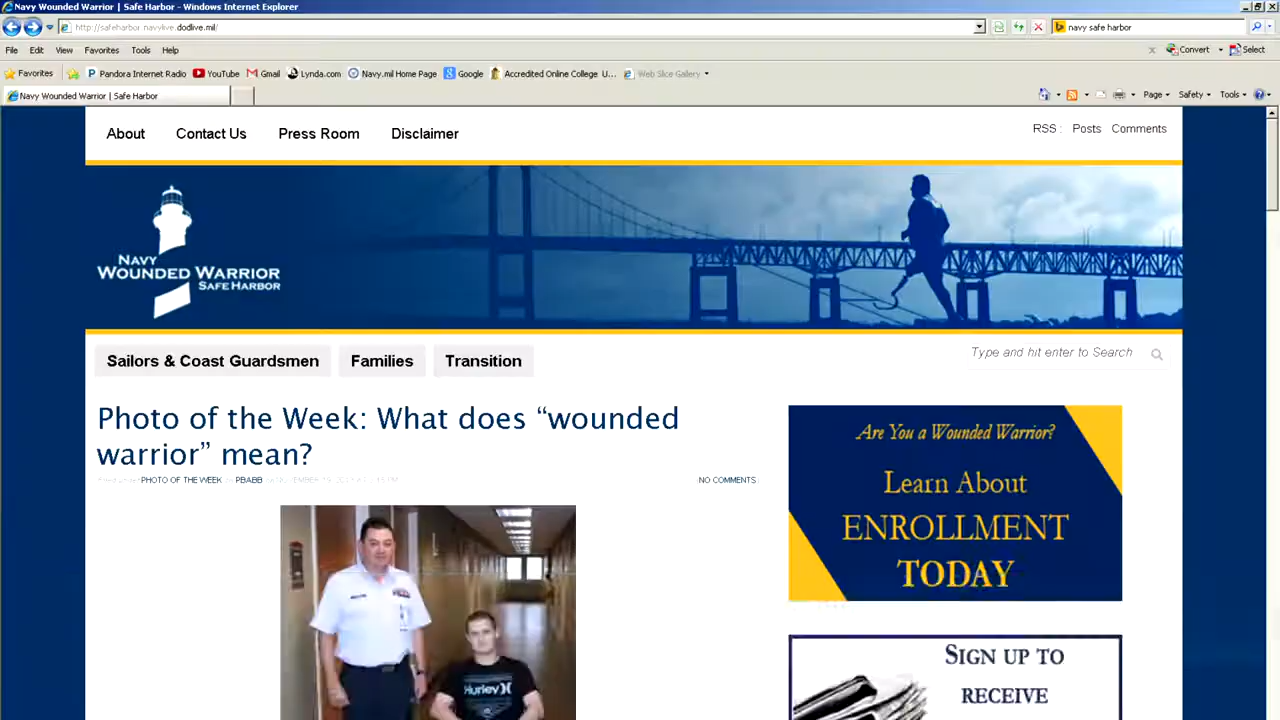 Navy Wounded Warrior | Safe Harbor - Windows Internet Explorer
http://safeharbor.navylive.dodlive.mil/
navy safe harbor
File Edit View Favorites Tools Help
Convert Select
Favorites Pandora Internet Radio YouTube Gmail Lynda.com Navy.mil Home Page Google Accredited Online College U... Web Slice Gallery
Navy Wounded Warrior | Safe Harbor
Page Safety Tools
About Contact Us Press Room Disclaimer
RSS : Posts Comments
NAVY
WOUNDED WARRIOR
SAFE HARBOR
Sailors & Coast Guardsmen Families Transition
Type and hit enter to Search
Photo of the Week: What does “wounded
warrior” mean?
PHOTO OF THE WEEK PBABB
NO COMMENTS
Are You a Wounded Warrior?
Learn About
ENROLLMENT
TODAY
Hurley
SIGN UP TO
RECEIVE